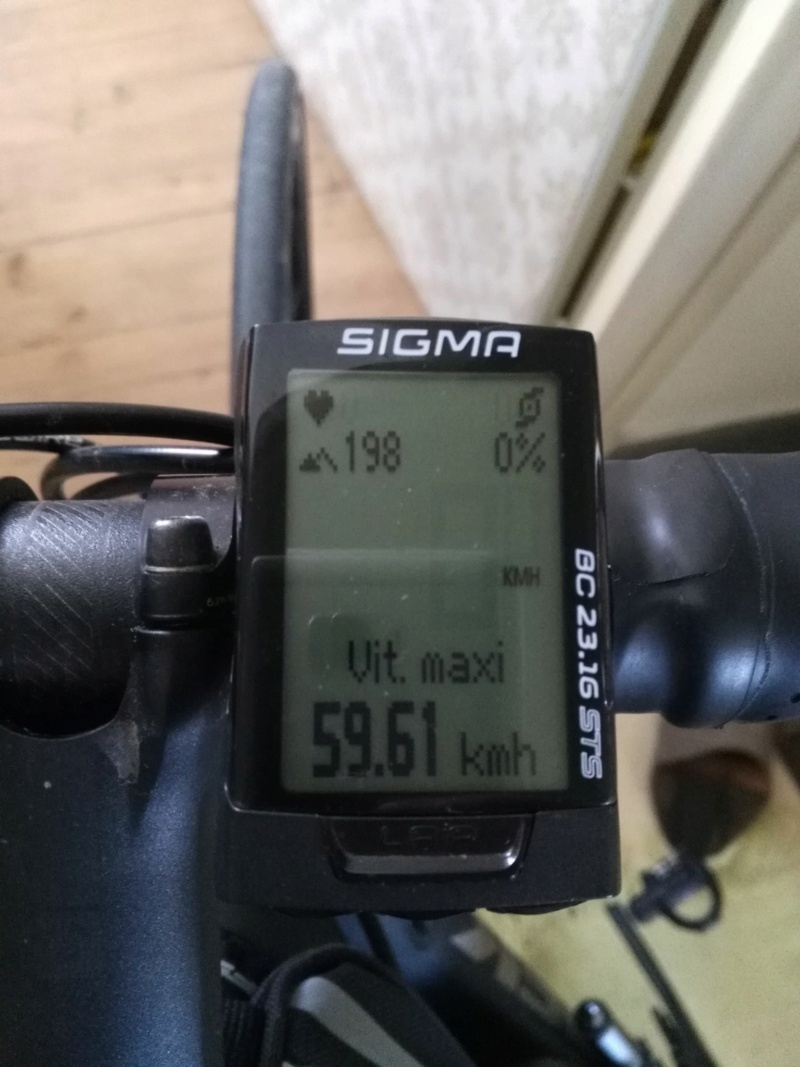 SIGMA
198 0%
KMH
Vit. maxi
59.61 kmh
BC 23.16 STS